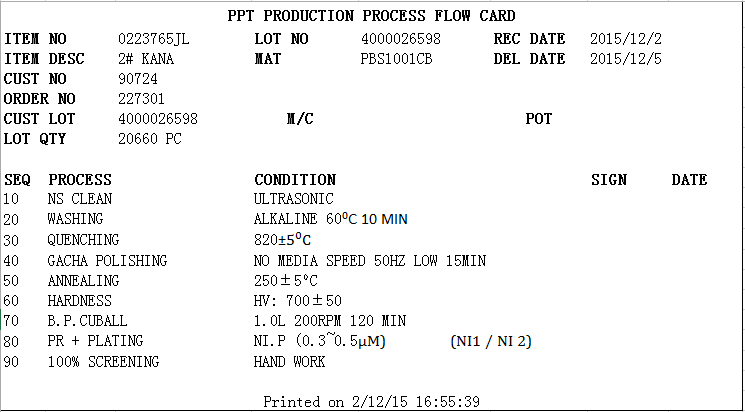 PPT PRODUCTION PROCESS FLOW CARD
ITEM NO 0223765JL LOT NO 4000026598 REC DATE 2015/12/2
ITEM DESC 2# KANA MAT PBS1001CB DEL DATE 2015/12/5
CUST NO 90724
ORDER NO 227301
CUST LOT 4000026598 M/C POT
LOT QTY 20660 PC
SEQ PROCESS CONDITION SIGN DATE
10 NS CLEAN ULTRASONIC
20 WASHING ALKALINE 60⁰C 10 MIN
30 QUENCHING 820±5⁰C
40 GACHA POLISHING NO MEDIA SPEED 50HZ LOW 15MIN
50 ANNEALING 250±5°C
60 HARDNESS HV: 700±50
70 B.P.CUBALL 1.0L 200RPM 120 MIN
80 PR + PLATING NI.P (0.3~0.5μM) (NI1 / NI 2)
90 100% SCREENING HAND WORK
Printed on 2/12/15 16:55:39